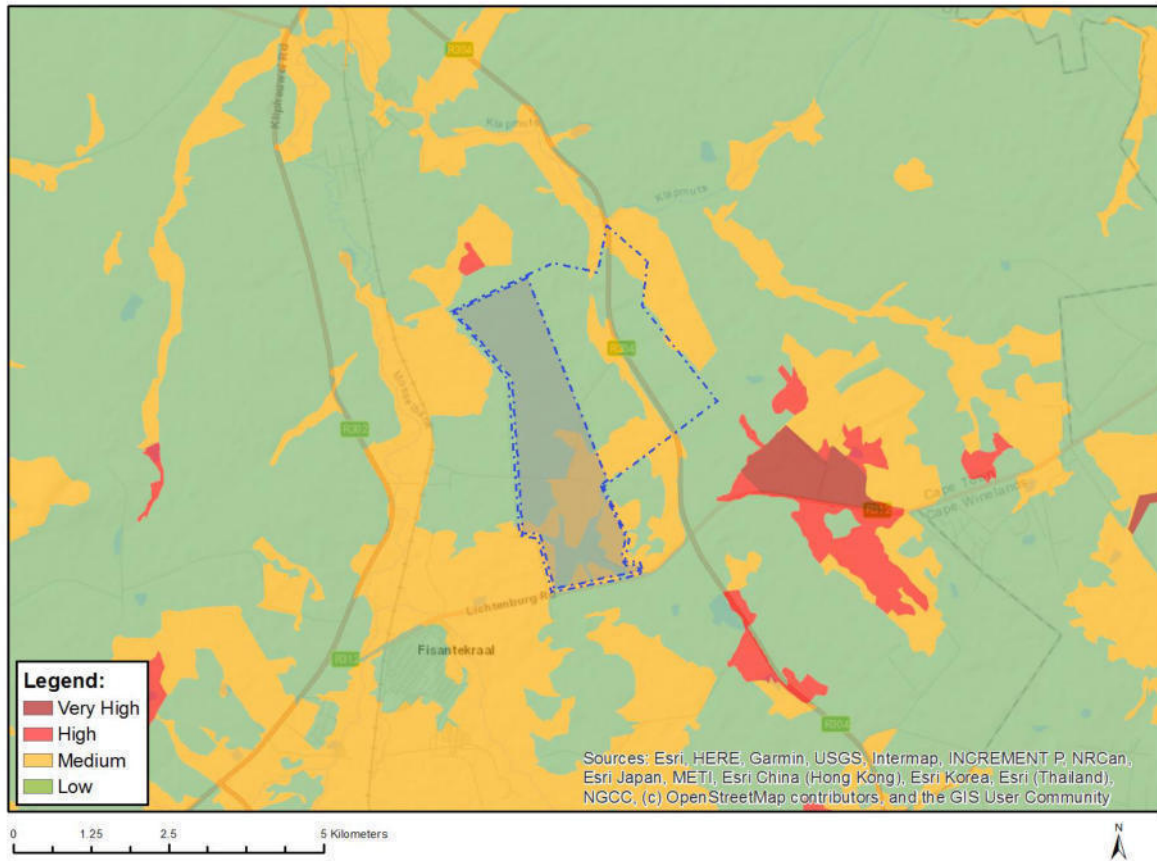 R304
Klipheuwel Rd
Klapmuts
Klapmuts
R304
R302
Cape Town
Cape Winelands
R312
Lichtenburg R
Fisantekraal
R312
R304
Legend:
Very High
High
Medium
Low
Sources: Esri, HERE, Garmin, USGS, Intermap, INCREMENT P, NRCan,
Esri Japan, METI, Esri China (Hong Kong), Esri Korea, Esri (Thailand),
NGCC, (c) OpenStreetMap contributors, and the GIS User Community
0 1.25 2.5 5 Kilometers
N